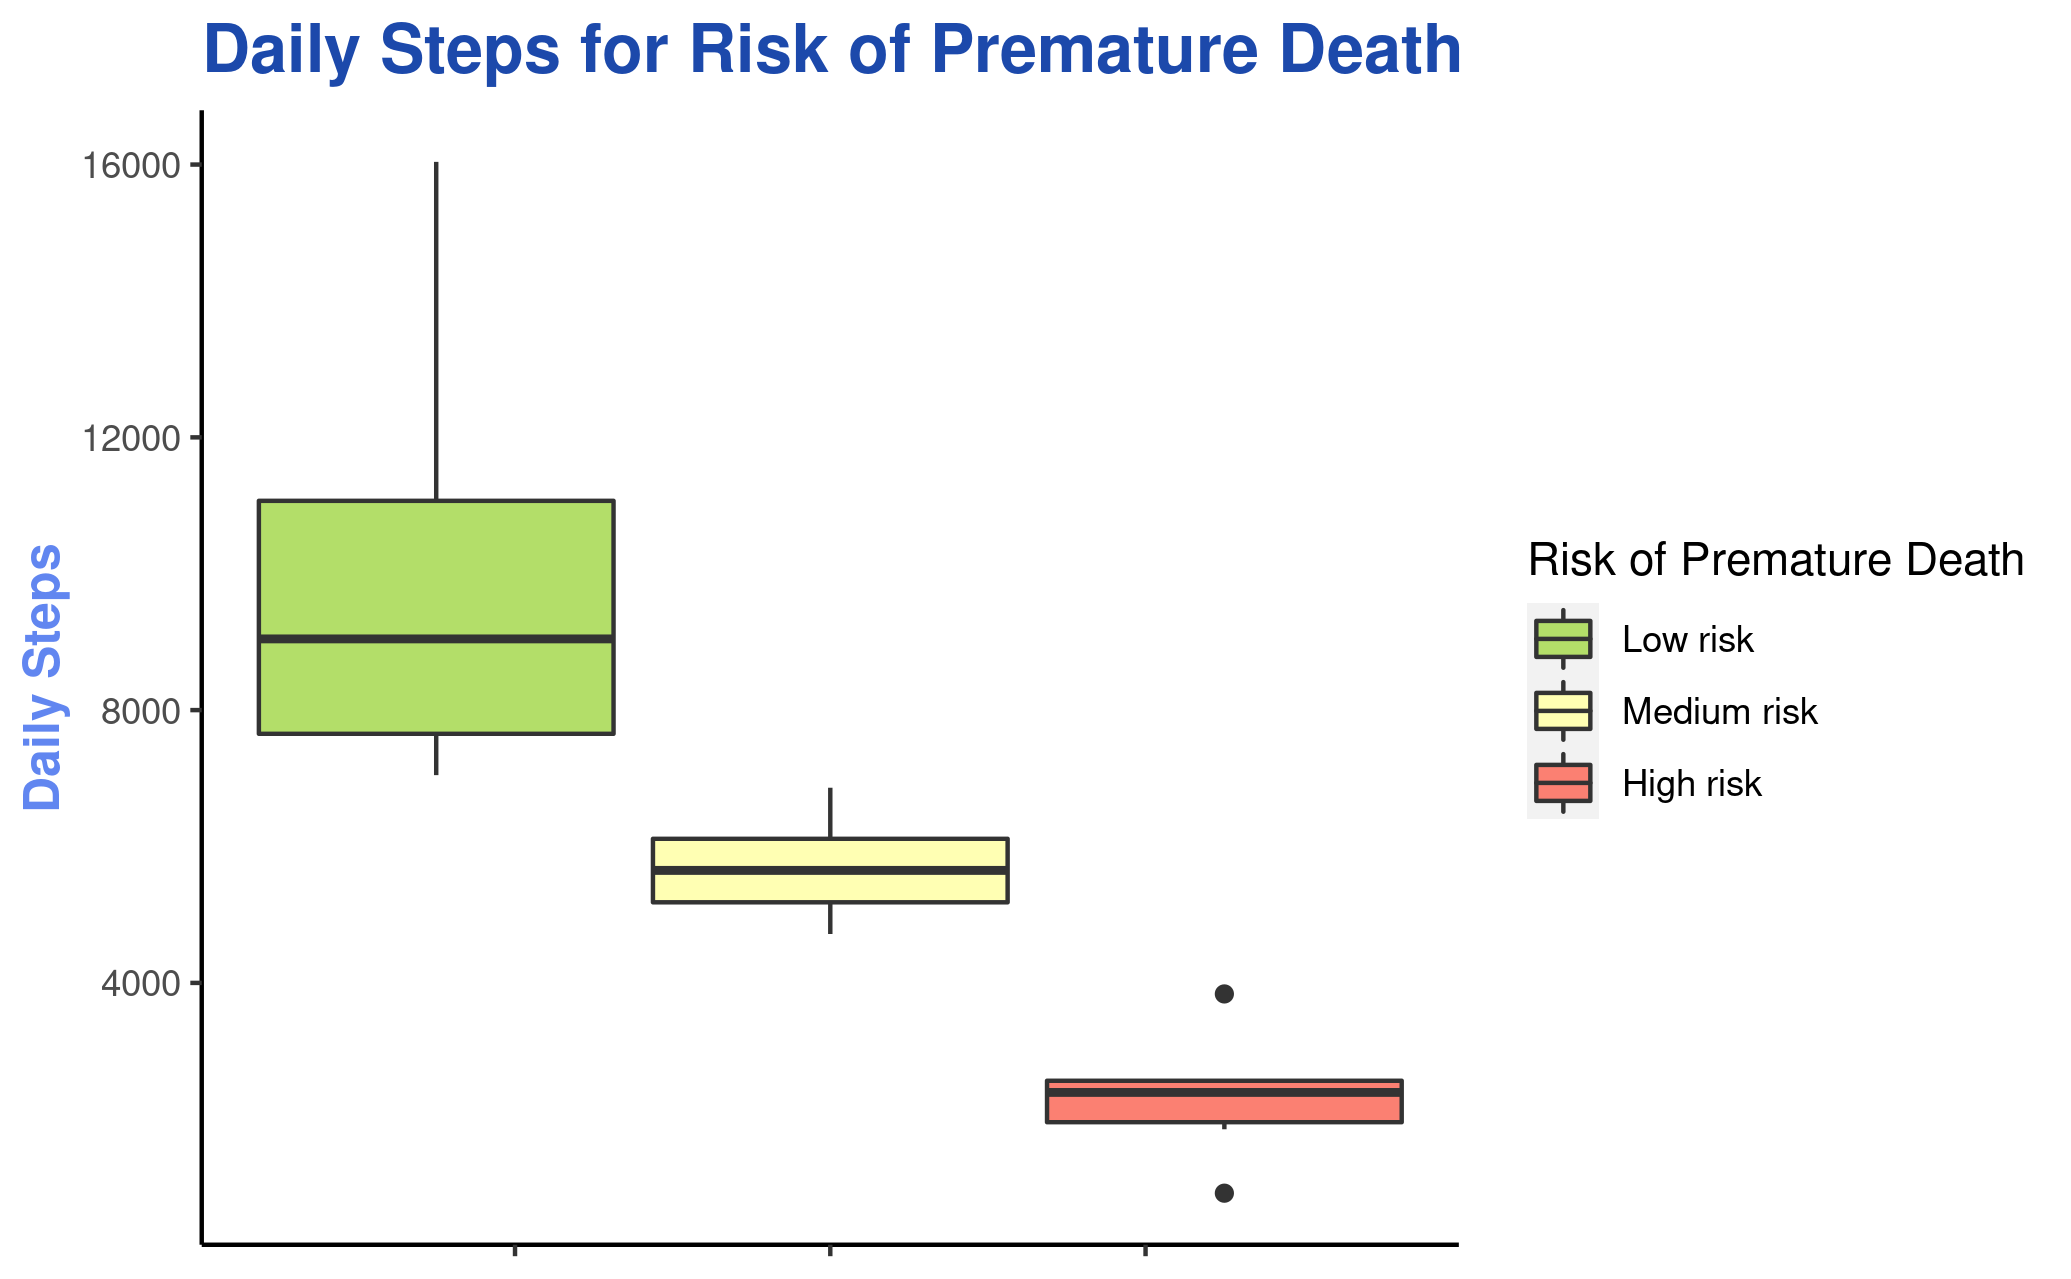 Daily Steps for Risk of Premature Death
16000
12000
8000
4000
Daily Steps
Risk of Premature Death
Low risk
Medium risk
High risk